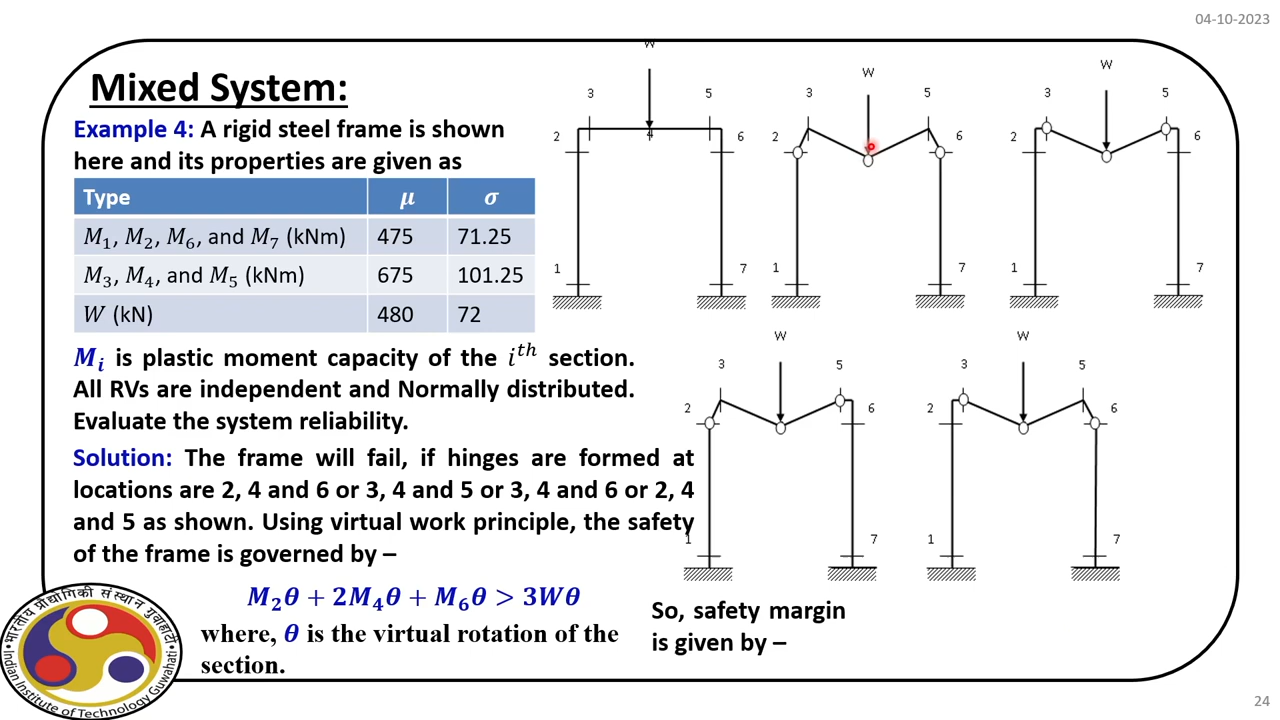 04-10-2023
Mixed System:
Example 4: A rigid steel frame is shown
here and its properties are given as
Type μ σ
M₁, M₂, M₆, and M₇ (kNm) 475 71.25
M₃, M₄, and M₅ (kNm) 675 101.25
W (kN) 480 72
Mᵢ is plastic moment capacity of the iᵗʰ section.
All RVs are independent and Normally distributed.
Evaluate the system reliability.
Solution: The frame will fail, if hinges are formed at
locations are 2, 4 and 6 or 3, 4 and 5 or 3, 4 and 6 or 2, 4
and 5 as shown. Using virtual work principle, the safety
of the frame is governed by –
M₂θ + 2M₄θ + M₆θ > 3Wθ
where, θ is the virtual rotation of the
section.
W
3 5
2 4 6
1 7
W
3 5
2 6
1 7
W
3 5
2 6
1 7
W
3 5
2 6
1 7
W
3 5
2 6
1 7
So, safety margin
is given by –
भारतीय प्रौद्योगिकी संस्थान गुवाहाटी
Indian Institute of Technology Guwahati
24